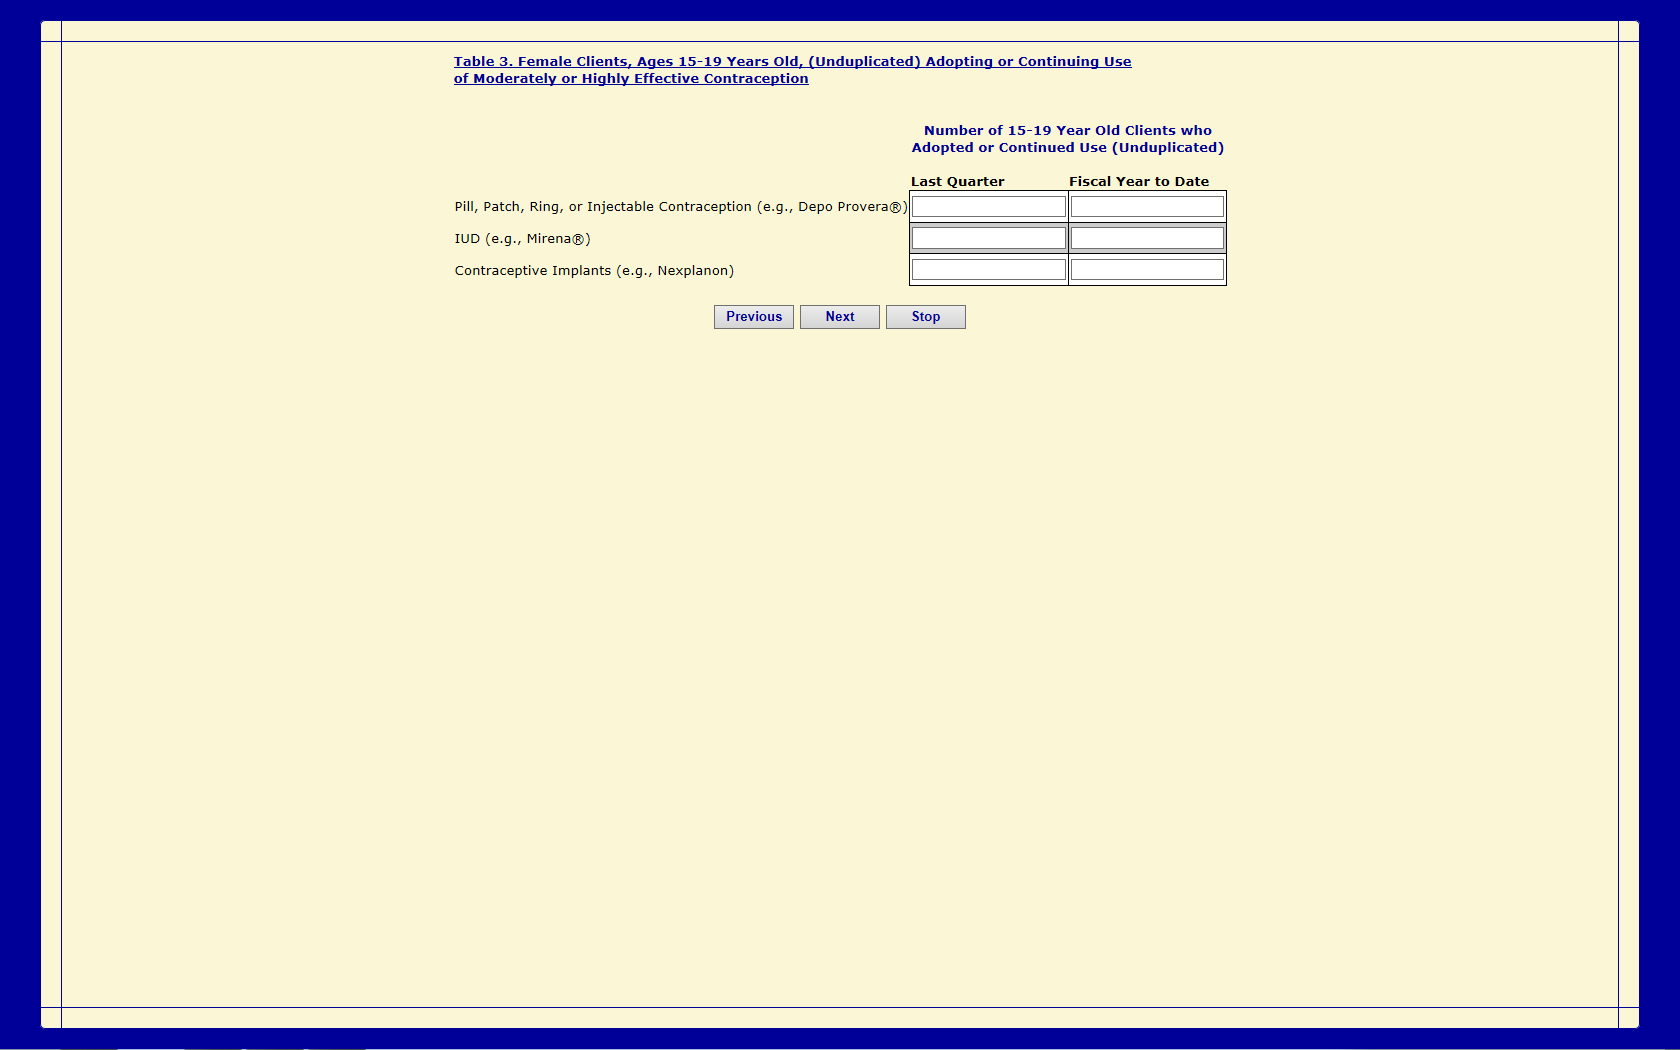 Table 3. Female Clients, Ages 15-19 Years Old, (Unduplicated) Adopting or Continuing Use
of Moderately or Highly Effective Contraception
Number of 15-19 Year Old Clients who
Adopted or Continued Use (Unduplicated)
Last Quarter Fiscal Year to Date
Pill, Patch, Ring, or Injectable Contraception (e.g., Depo Provera®)
IUD (e.g., Mirena®)
Contraceptive Implants (e.g., Nexplanon)
Previous Next Stop